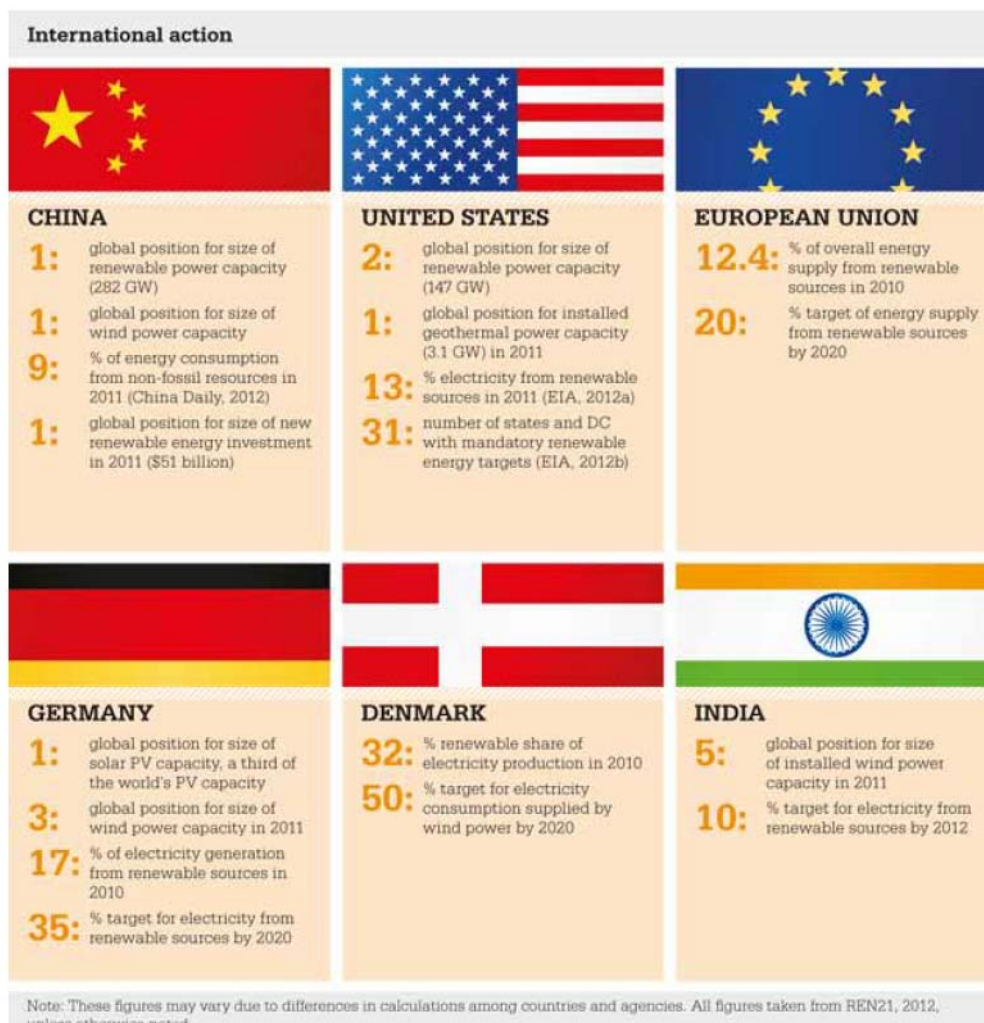 International action
CHINA
1: global position for size of
renewable power capacity
(282 GW)
1: global position for size of
wind power capacity
9: % of energy consumption
from non-fossil resources in
2011 (China Daily, 2012)
1: global position for size of new
renewable energy investment
in 2011 ($51 billion)
UNITED STATES
2: global position for size of
renewable power capacity
(147 GW)
1: global position for installed
geothermal power capacity
(3.1 GW) in 2011
13: % electricity from renewable
sources in 2011 (EIA, 2012a)
31: number of states and DC
with mandatory renewable
energy targets (EIA, 2012b)
EUROPEAN UNION
12.4: % of overall energy
supply from renewable
sources in 2010
20: % target of energy supply
from renewable sources
by 2020
GERMANY
1: global position for size of
solar PV capacity, a third of
the world's PV capacity
3: global position for size of
wind power capacity in 2011
17: % of electricity generation
from renewable sources in
2010
35: % target for electricity from
renewable sources by 2020
DENMARK
32: % renewable share of
electricity production in 2010
50: % target for electricity
consumption supplied by
wind power by 2020
INDIA
5: global position for size
of installed wind power
capacity in 2011
10: % target for electricity from
renewable sources by 2012
Note: These figures may vary due to differences in calculations among countries and agencies. All figures taken from REN21, 2012,